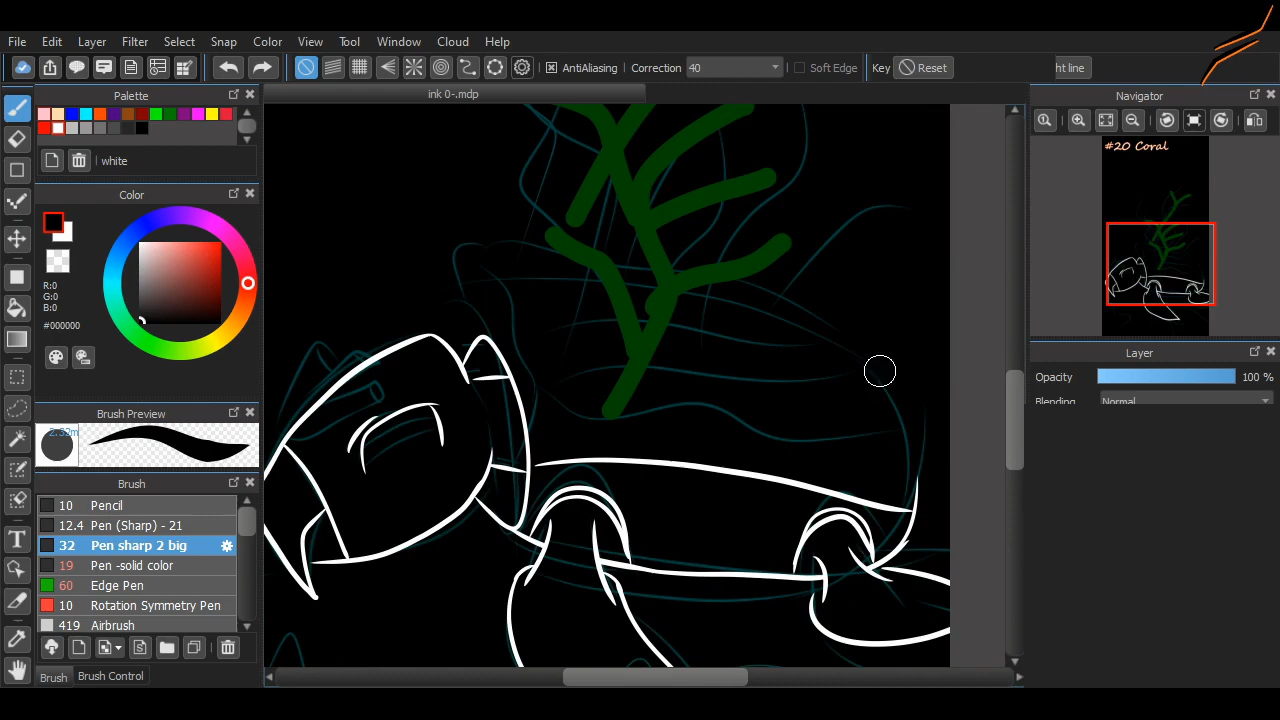 File Edit Layer Filter Select Snap Color View Tool Window Cloud Help
AntiAliasing Correction 40 Soft Edge Key Reset ht line
Palette
ink 0-.mdp
Navigator
#20 Coral
white
Color
R:0
G:0
B:0
#000000
Layer
Opacity 100 %
Blending Normal
Brush Preview
Brush
10 Pencil
12.4 Pen (Sharp) - 21
32 Pen sharp 2 big
19 Pen -solid color
60 Edge Pen
10 Rotation Symmetry Pen
419 Airbrush
Brush Brush Control